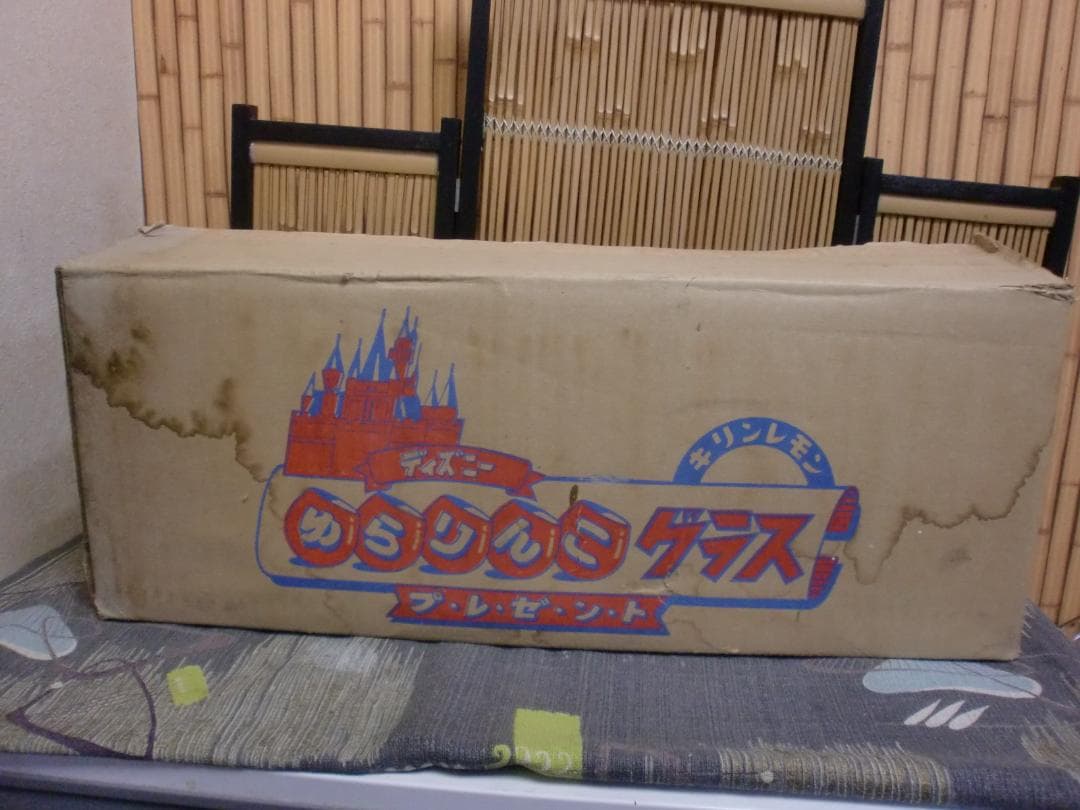 キリンレモン
ディズニー
ゆらりんこグラス
プ・レ・ゼ・ン・ト